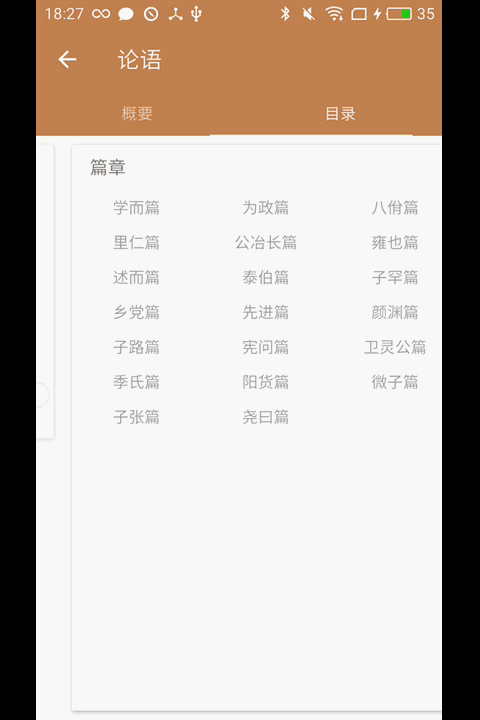 18:27 35
论语
概要 目录
篇章
学而篇 为政篇 八佾篇
里仁篇 公冶长篇 雍也篇
述而篇 泰伯篇 子罕篇
乡党篇 先进篇 颜渊篇
子路篇 宪问篇 卫灵公篇
季氏篇 阳货篇 微子篇
子张篇 尧曰篇